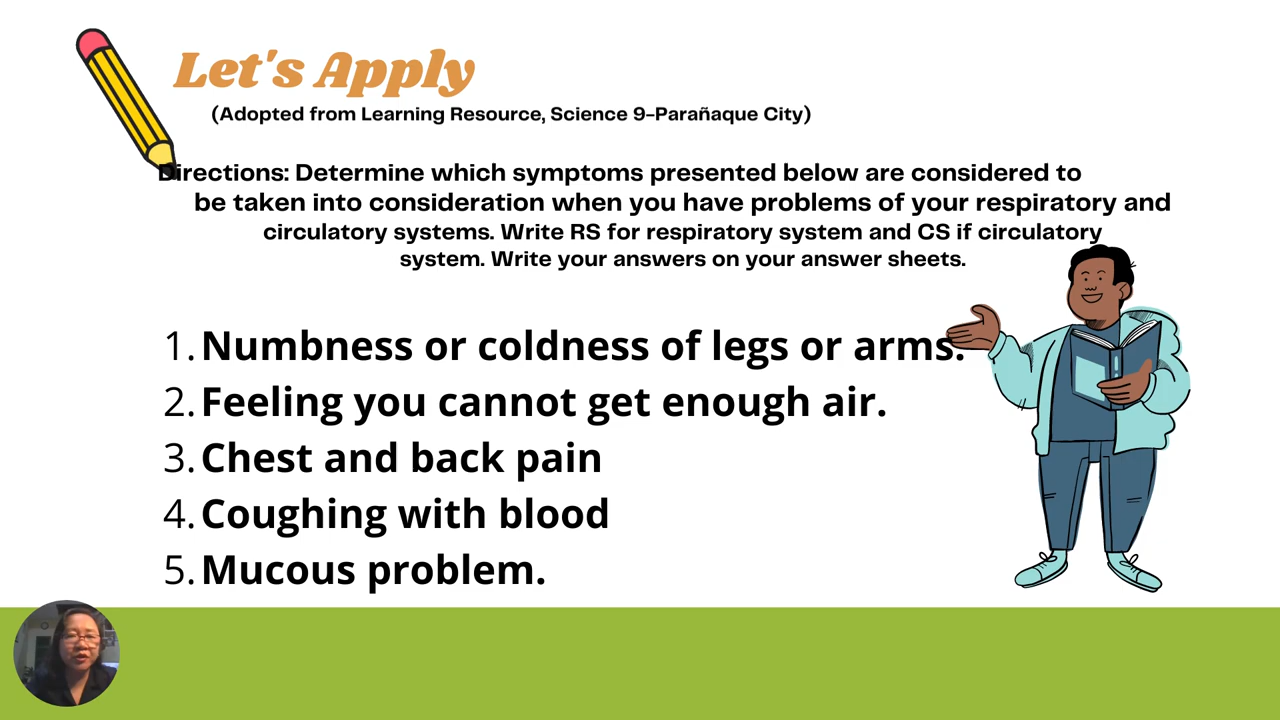 Let's Apply
(Adopted from Learning Resource, Science 9-Parañaque City)
Directions: Determine which symptoms presented below are considered to
be taken into consideration when you have problems of your respiratory and
circulatory systems. Write RS for respiratory system and CS if circulatory
system. Write your answers on your answer sheets.
1. Numbness or coldness of legs or arms.
2. Feeling you cannot get enough air.
3. Chest and back pain
4. Coughing with blood
5. Mucous problem.